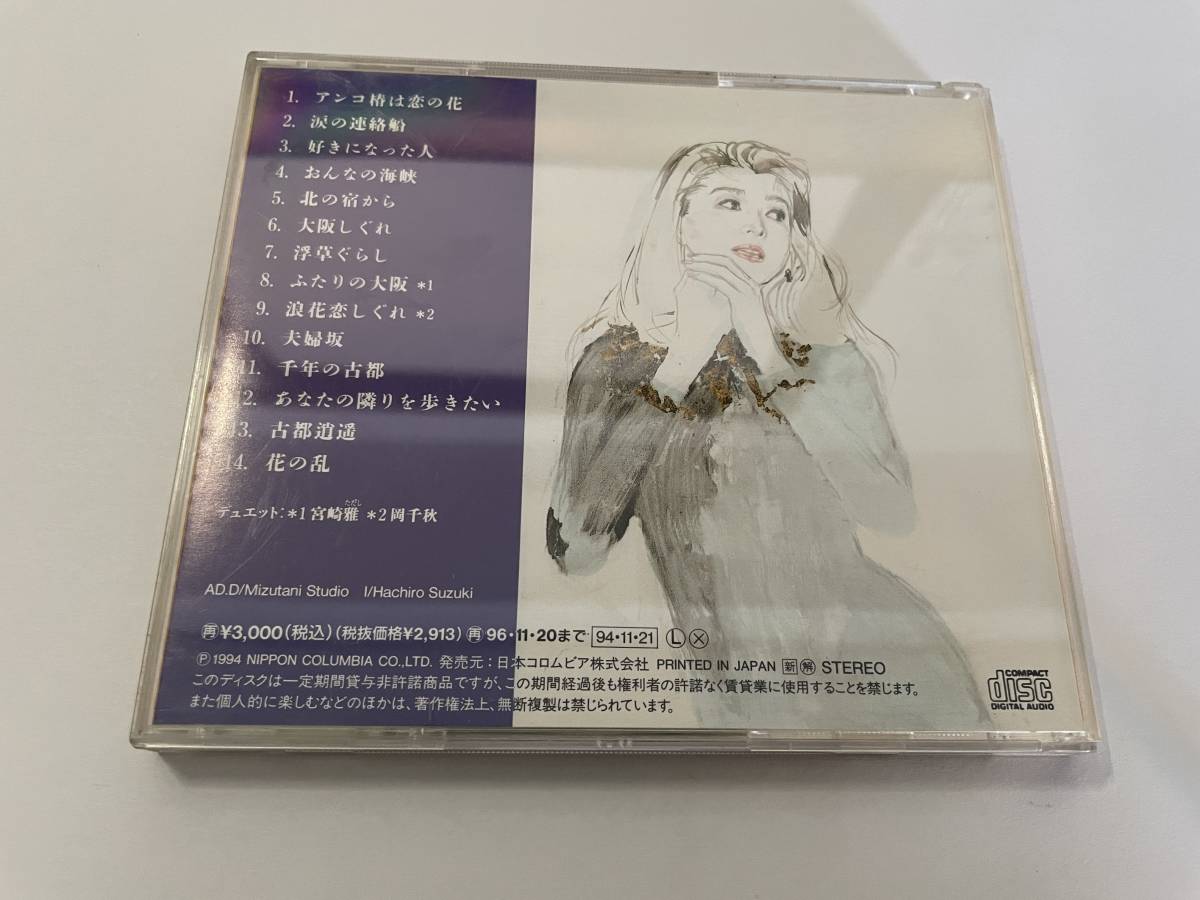 1. アンコ椿は恋の花
2. 涙の連絡船
3. 好きになった人
4. おんなの海峡
5. 北の宿から
6. 大阪しぐれ
7. 浮草ぐらし
8. ふたりの大阪 *1
9. 浪花恋しぐれ *2
10. 夫婦坂
11. 千年の古都
12. あなたの隣りを歩きたい
13. 古都逍遥
14. 花の乱
ただし
デュエット:*1宮崎雅 *2岡千秋
AD.D/Mizutani Studio I/Hachiro Suzuki
再¥3,000(税込)(税抜価格¥2,913)再96・11・20まで 94・11・21 L X
Ⓟ1994 NIPPON COLUMBIA CO.,LTD. 発売元:日本コロムビア株式会社 PRINTED IN JAPAN 新 解 STEREO
このディスクは一定期間貸与非許諾商品ですが、この期間経過後も権利者の許諾なく賃貸業に使用することを禁じます。
また個人的に楽しむなどのほかは、著作権法上、無断複製は禁じられています。
COMPACT
disc
DIGITAL AUDIO